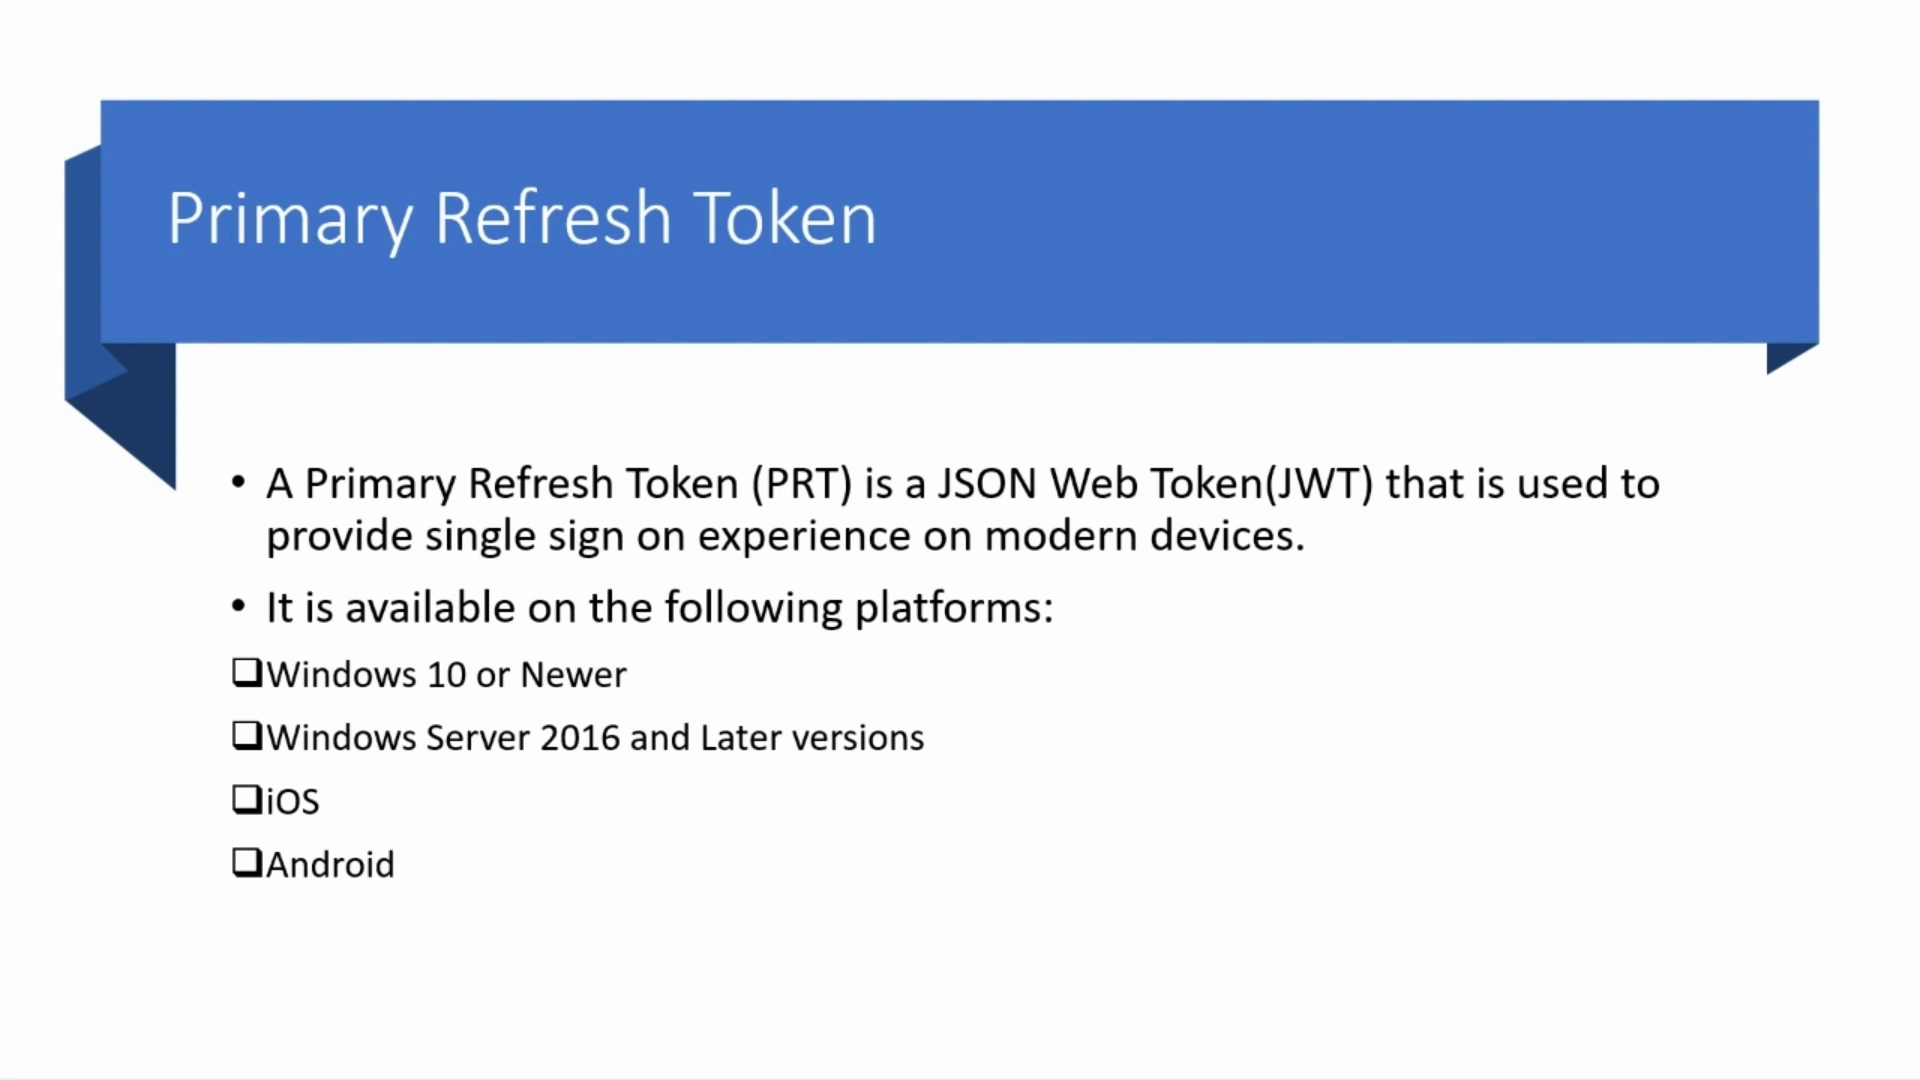 Primary Refresh Token
• A Primary Refresh Token (PRT) is a JSON Web Token(JWT) that is used to
provide single sign on experience on modern devices.
• It is available on the following platforms:
❑Windows 10 or Newer
❑Windows Server 2016 and Later versions
❑iOS
❑Android